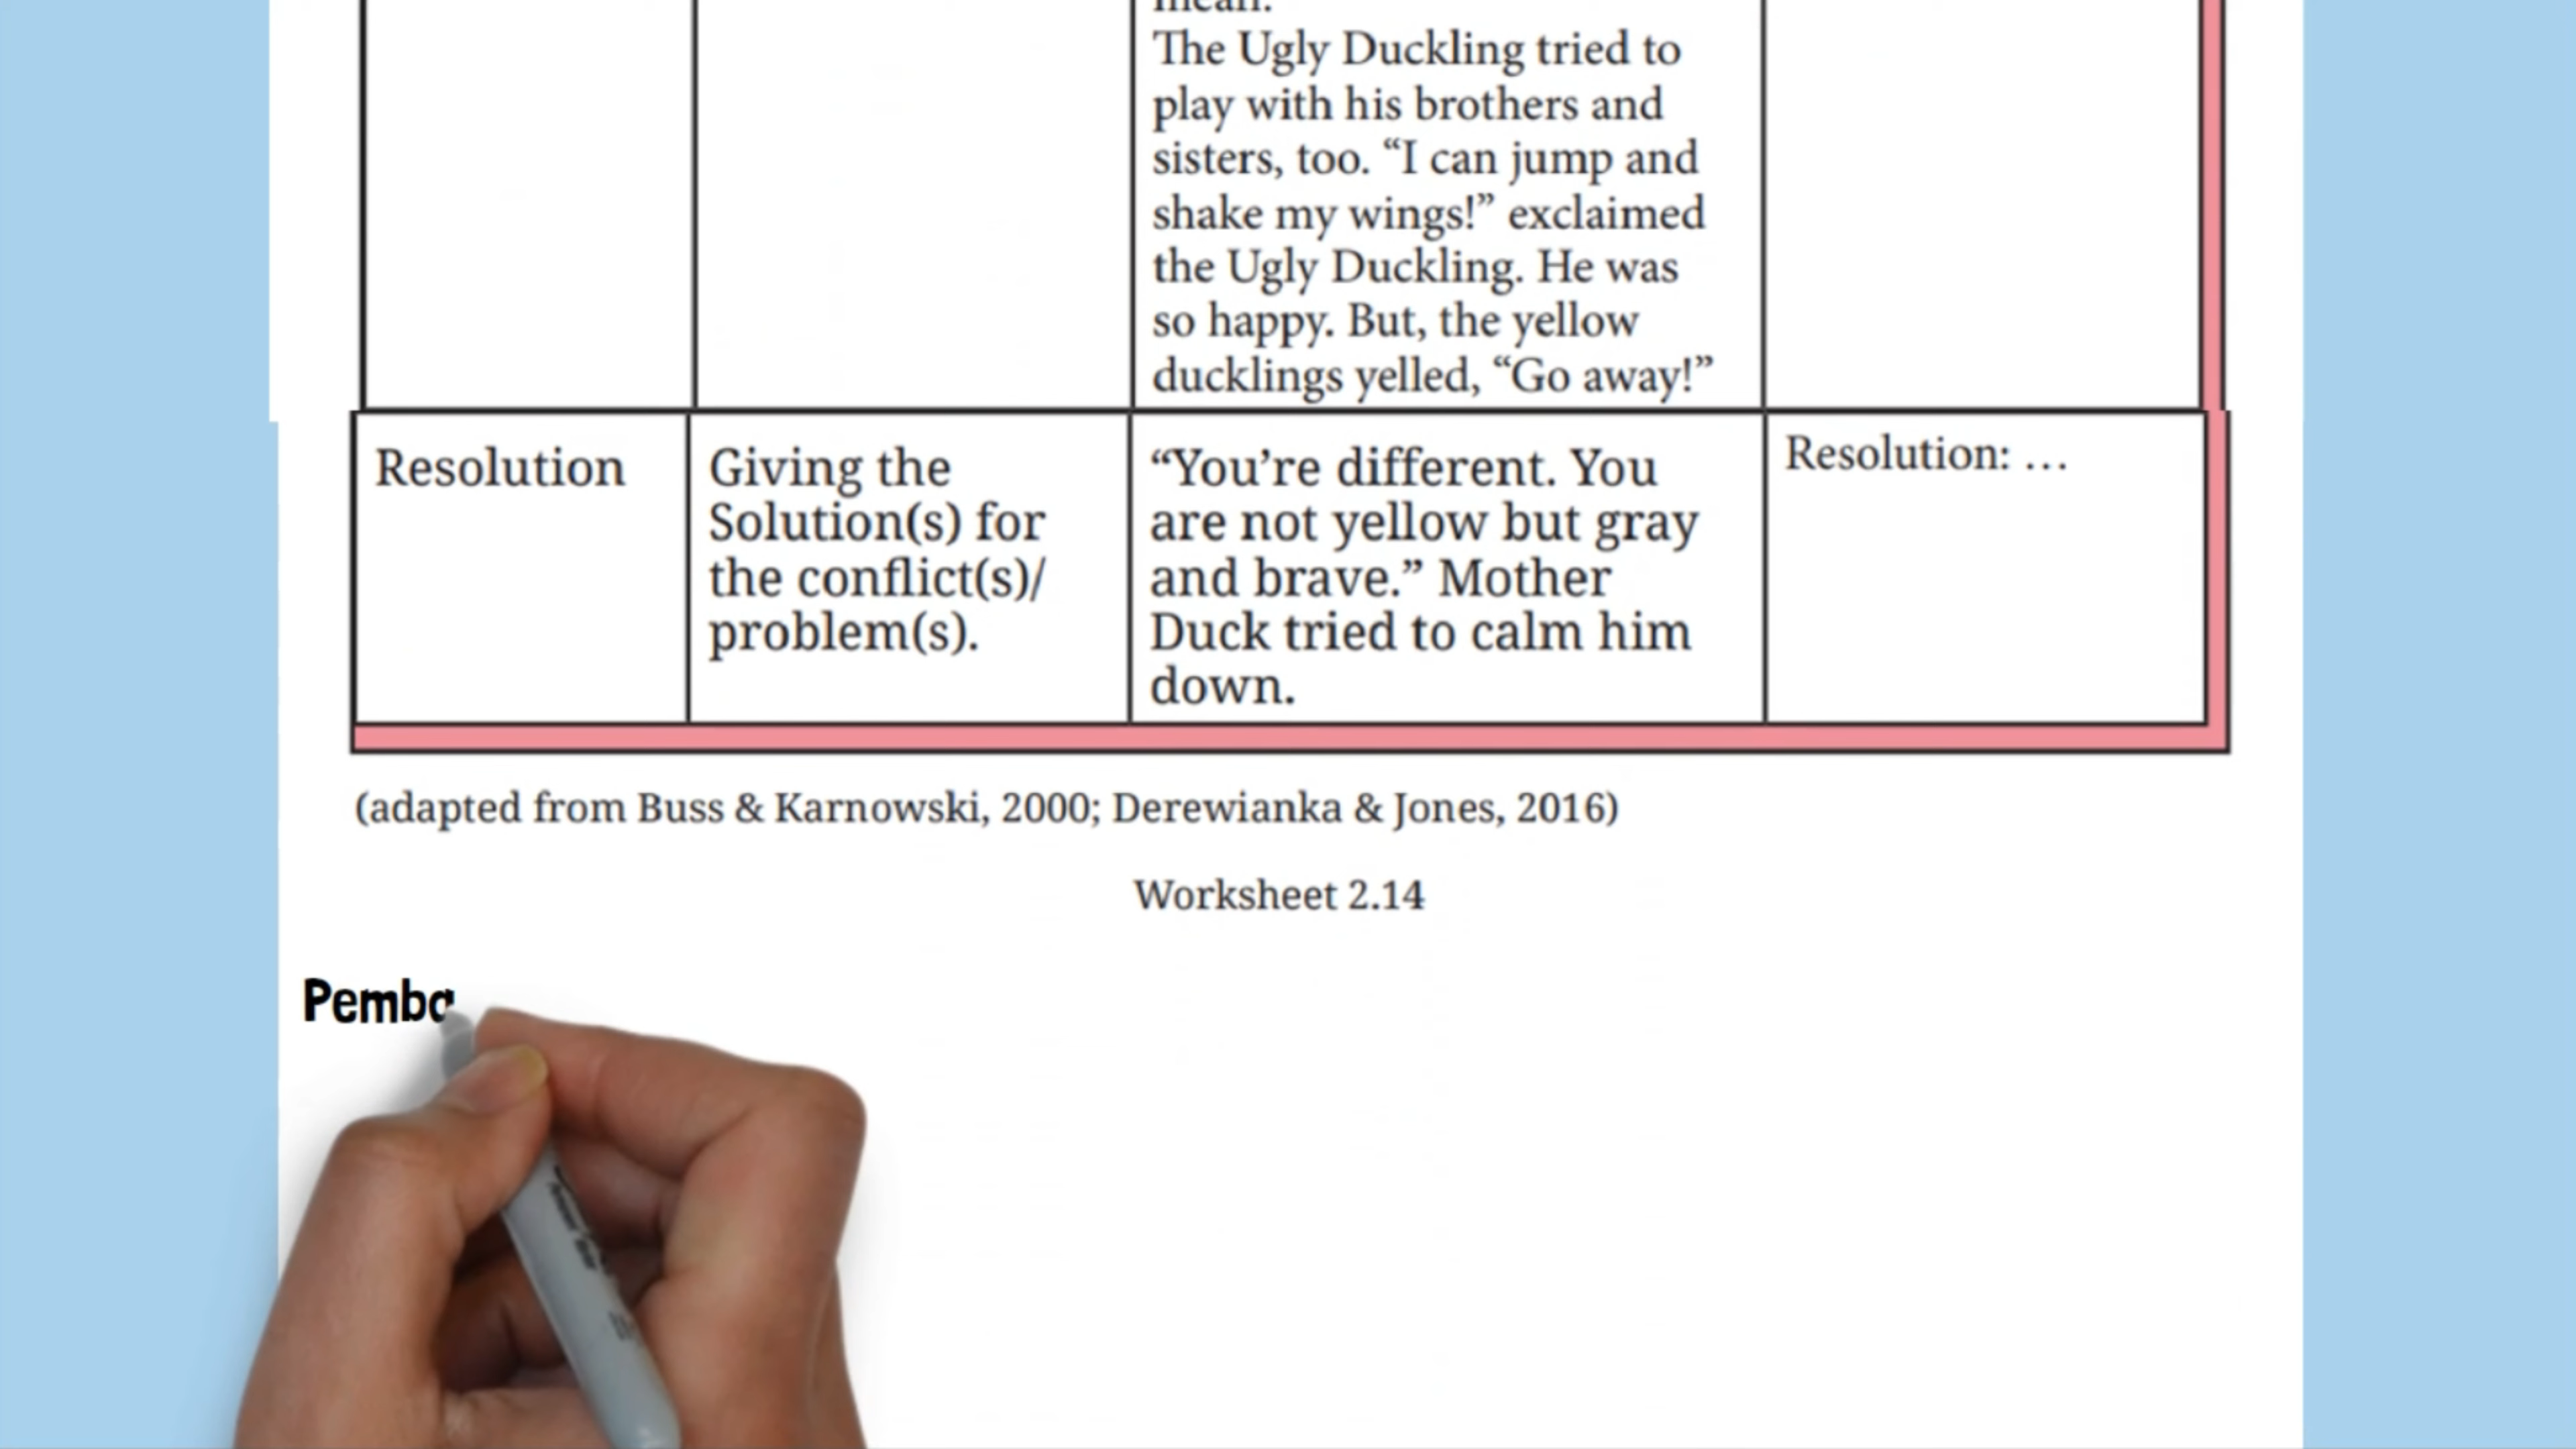 The Ugly Duckling tried to
play with his brothers and
sisters, too. “I can jump and
shake my wings!” exclaimed
the Ugly Duckling. He was
so happy. But, the yellow
ducklings yelled, “Go away!”
Resolution
Giving the
Solution(s) for
the conflict(s)/
problem(s).
“You’re different. You
are not yellow but gray
and brave.” Mother
Duck tried to calm him
down.
Resolution: …
(adapted from Buss & Karnowski, 2000; Derewianka & Jones, 2016)
Worksheet 2.14
Pemba